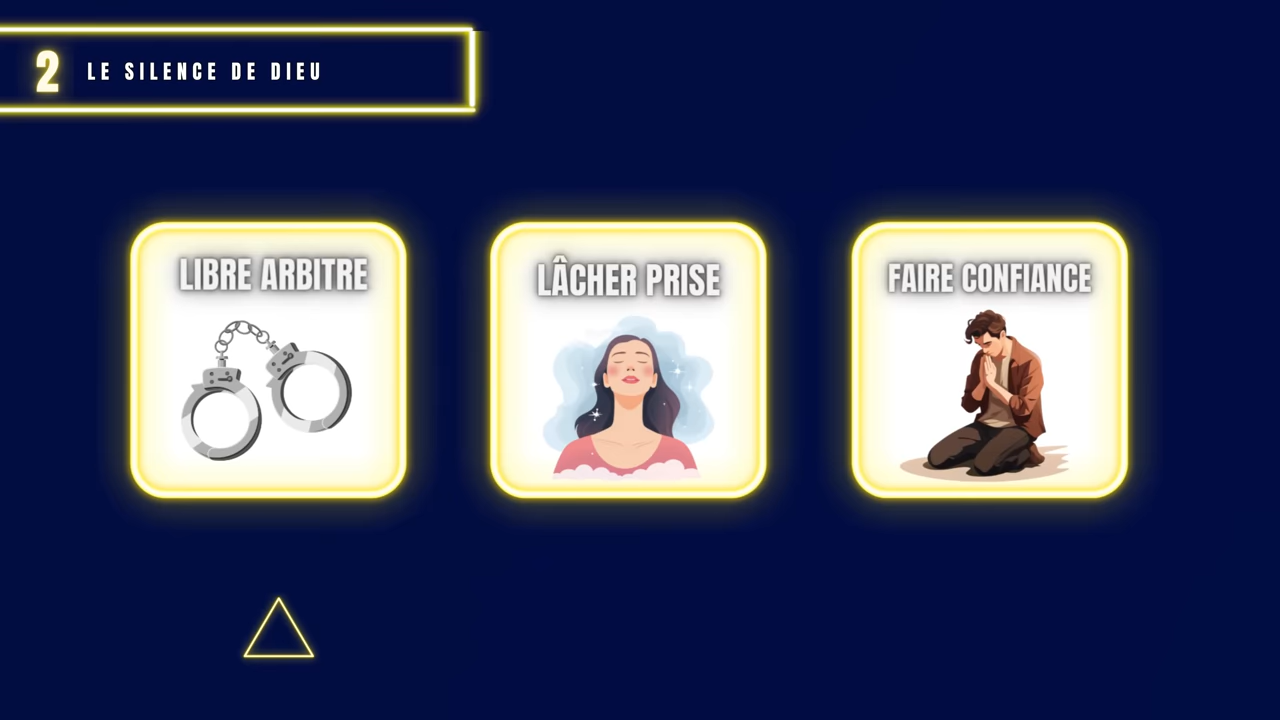 2 LE SILENCE DE DIEU
LIBRE ARBITRE
LÂCHER PRISE
FAIRE CONFIANCE